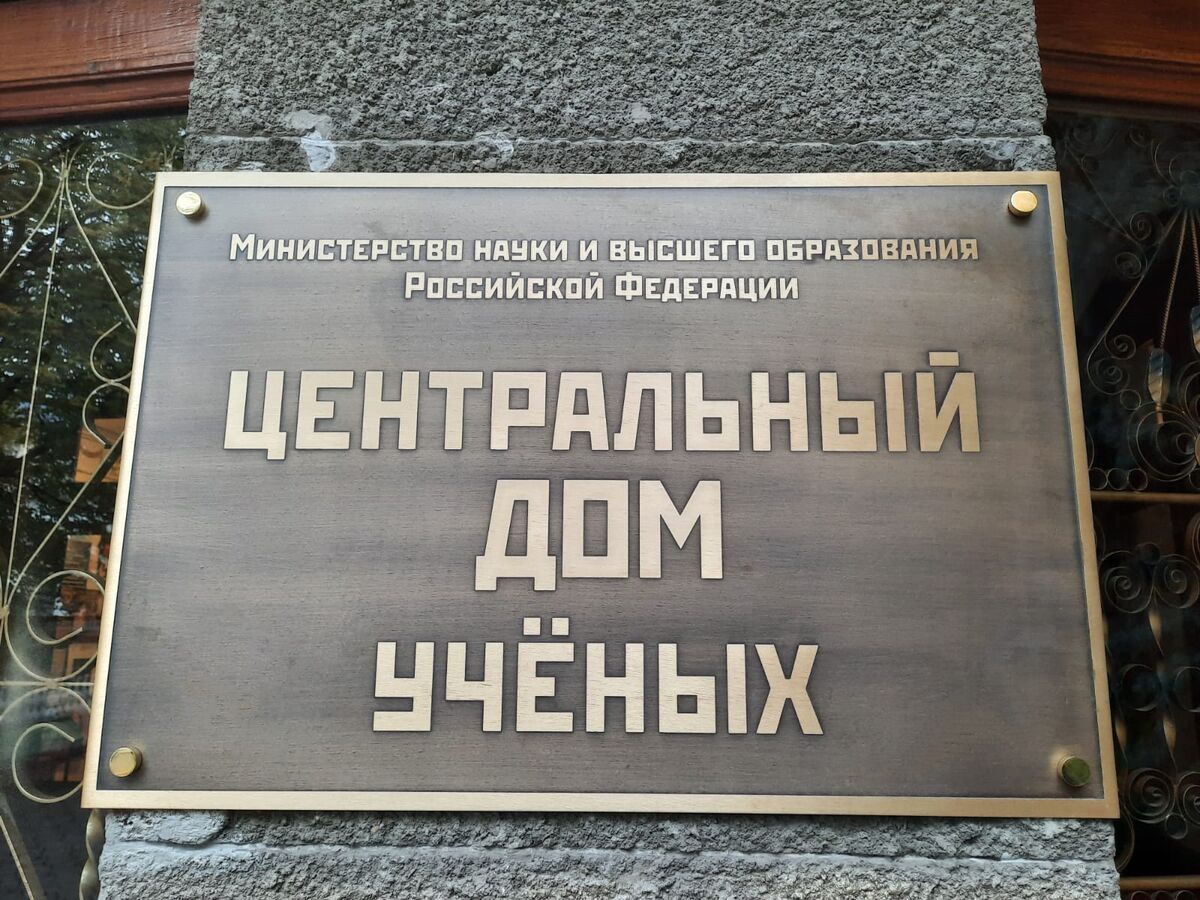 Министерство науки и высшего образования
Российской Федерации
ЦЕНТРАЛЬНЫЙ
ДОМ
УЧЁНЫХ